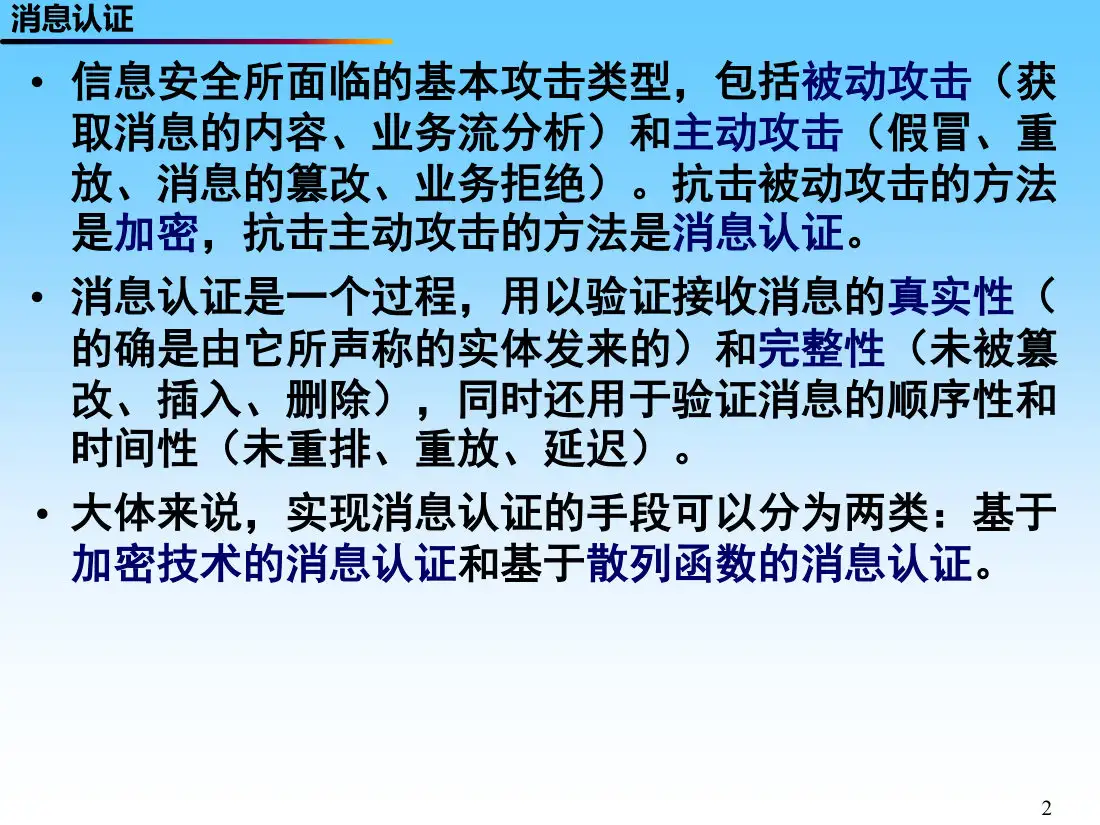 消息认证
• 信息安全所面临的基本攻击类型，包括被动攻击（获
取消息的内容、业务流分析）和主动攻击（假冒、重
放、消息的篡改、业务拒绝）。抗击被动攻击的方法
是加密，抗击主动攻击的方法是消息认证。
• 消息认证是一个过程，用以验证接收消息的真实性（
的确是由它所声称的实体发来的）和完整性（未被篡
改、插入、删除），同时还用于验证消息的顺序性和
时间性（未重排、重放、延迟）。
• 大体来说，实现消息认证的手段可以分为两类：基于
加密技术的消息认证和基于散列函数的消息认证。
2